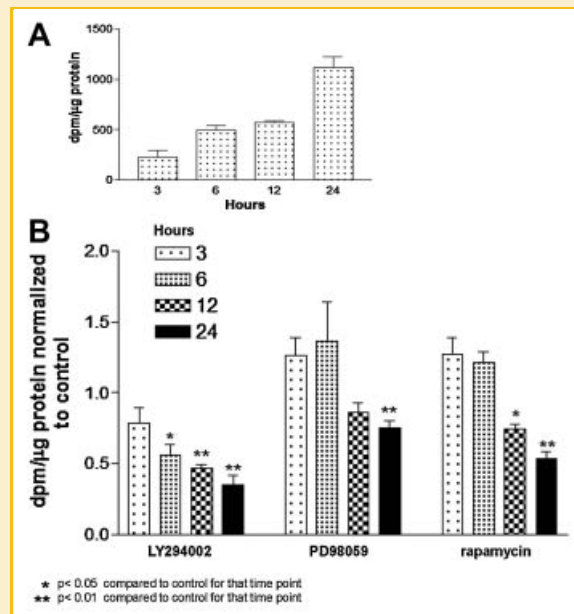 A
dpm/µg protein
1500
1000
500
0
3 6 12 24
Hours
B
dpm/µg protein normalized
to control
2.0
1.5
1.0
0.5
0.0
Hours
3
6
12
24
* ** **
**
* **
LY294002 PD98059 rapamycin
* p< 0.05 compared to control for that time point
** p< 0.01 compared to control for that time point